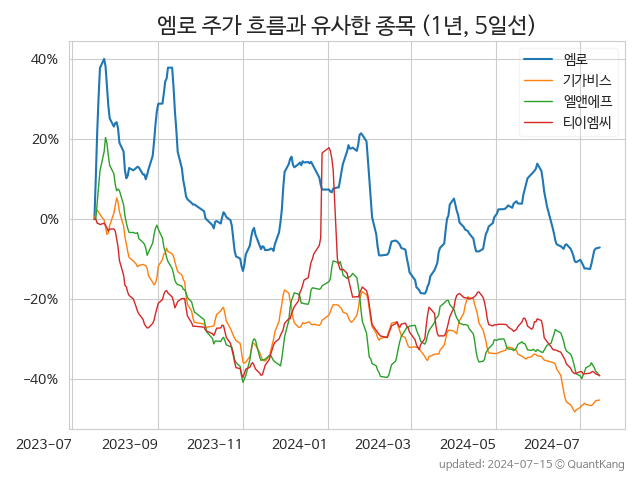 엠로 주가 흐름과 유사한 종목 (1년, 5일선)
엠로
기가비스
엘앤에프
티이엠씨
40%
20%
0%
−20%
−40%
2023-07 2023-09 2023-11 2024-01 2024-03 2024-05 2024-07
updated: 2024-07-15 © QuantKang